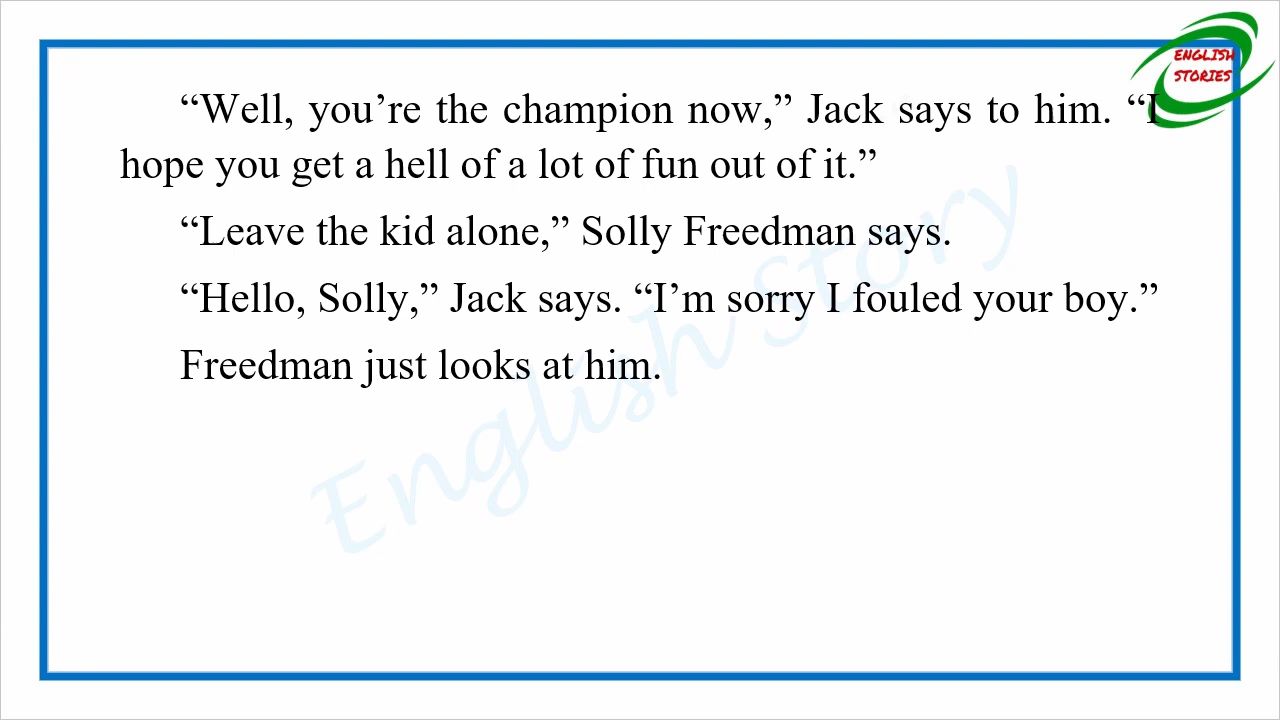 ENGLISH
STORIES
“Well, you’re the champion now,” Jack says to him. “I
hope you get a hell of a lot of fun out of it.”
“Leave the kid alone,” Solly Freedman says.
“Hello, Solly,” Jack says. “I’m sorry I fouled your boy.”
Freedman just looks at him.
English Story